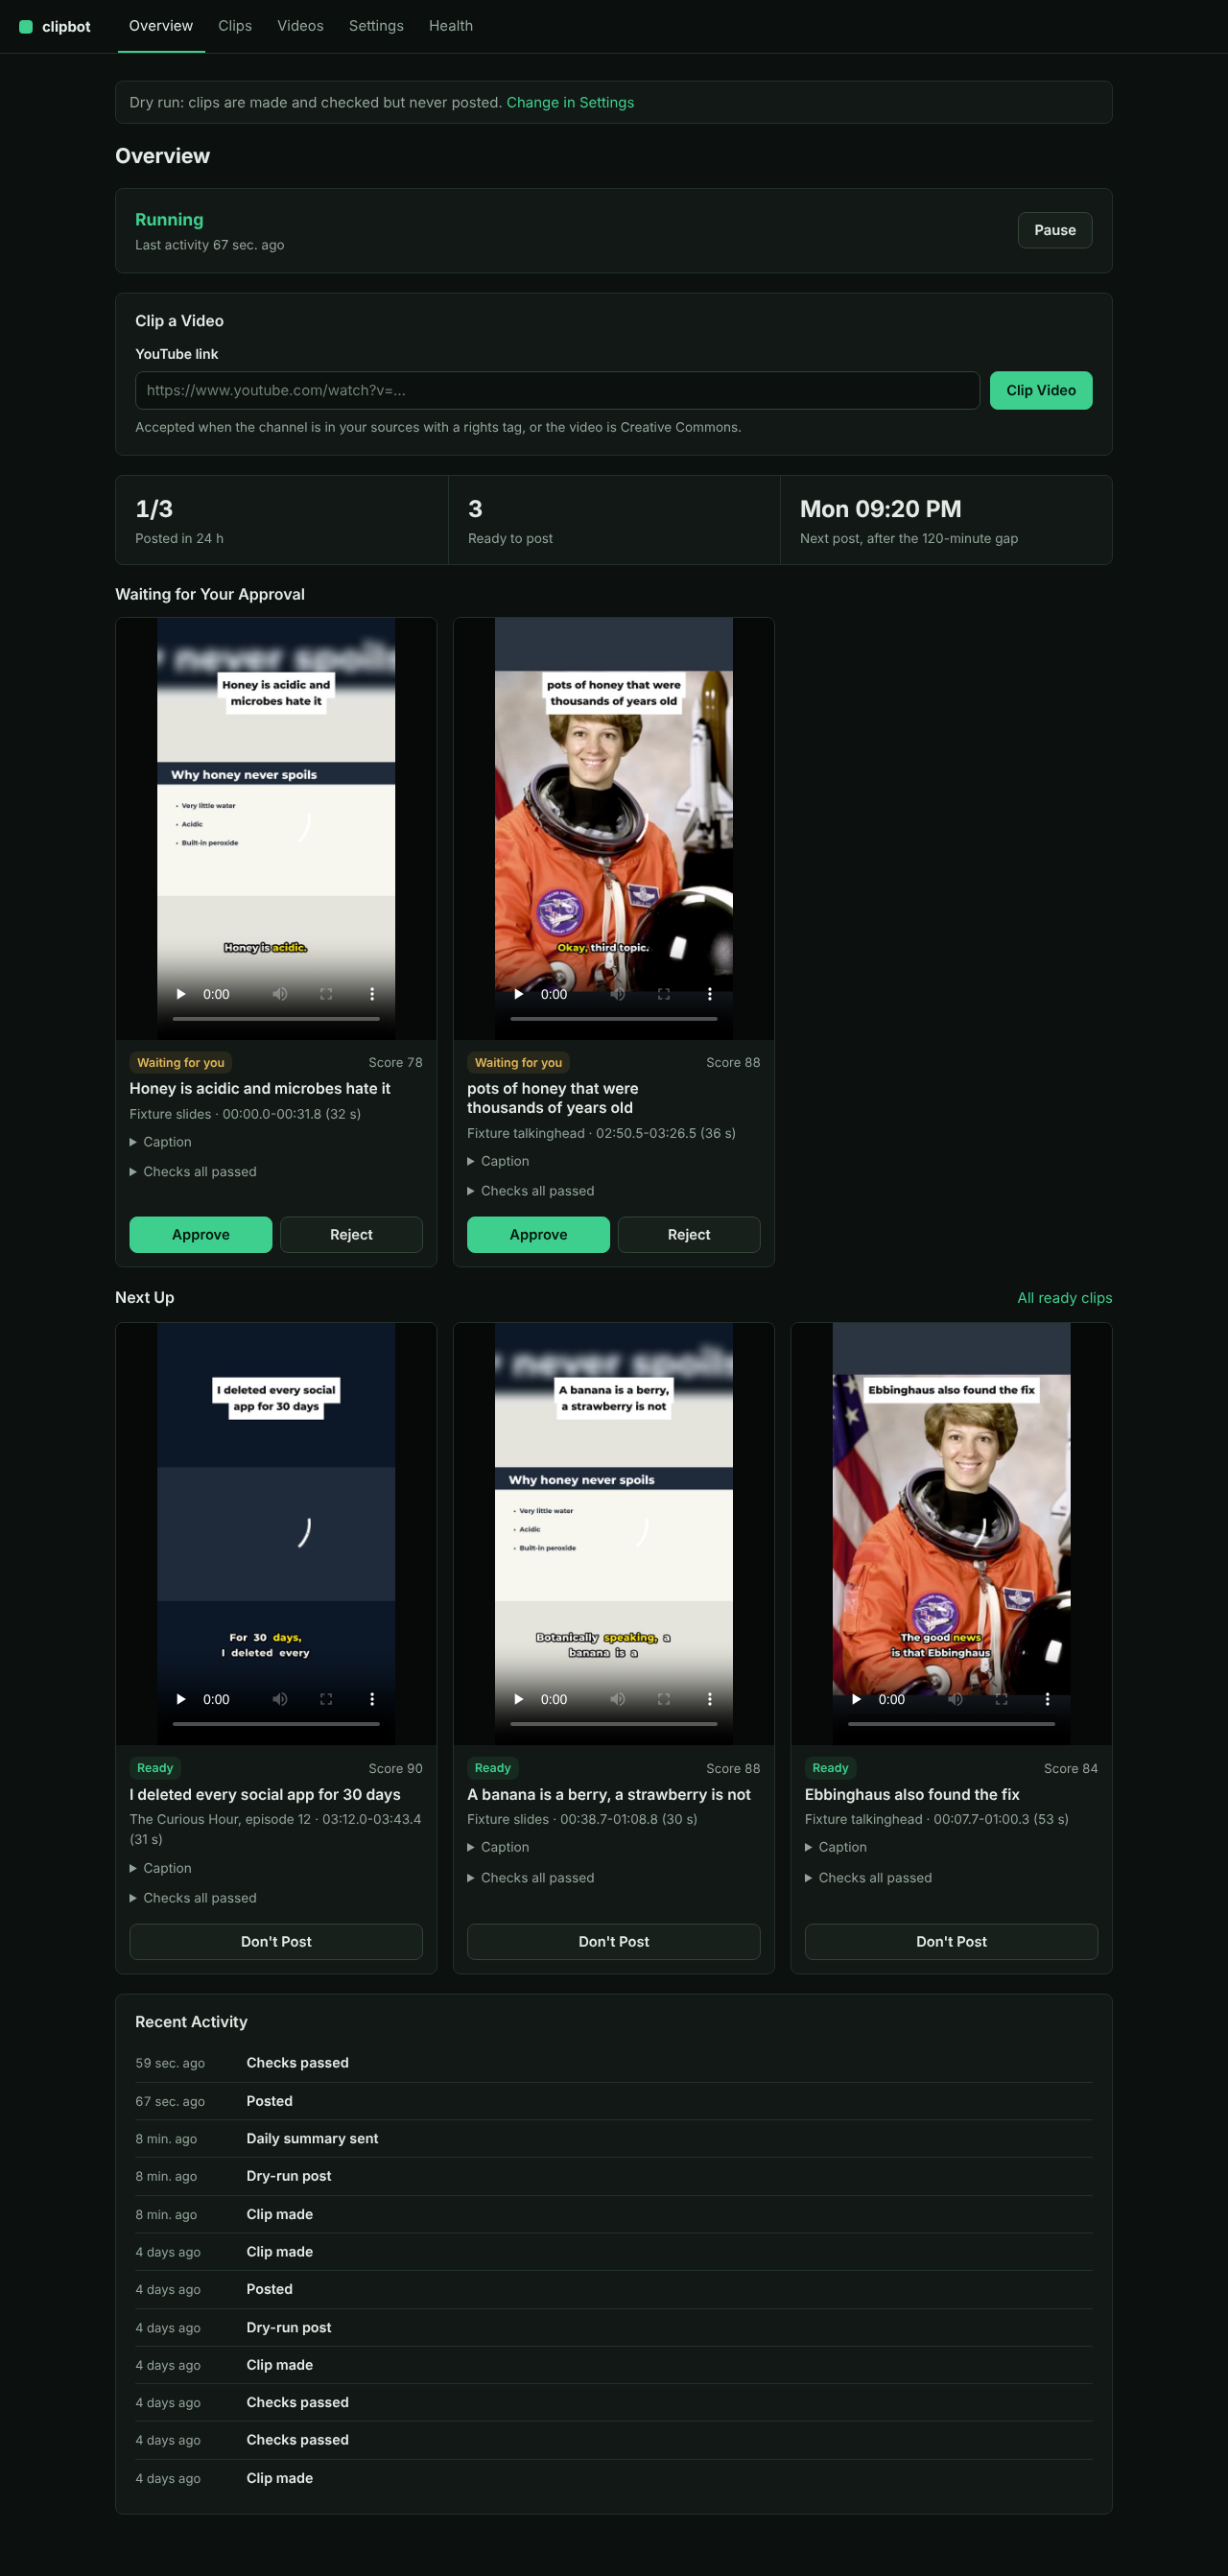 clipbot
Overview
Clips
Videos
Settings
Health
Dry run: clips are made and checked but never posted. Change in Settings
Overview
Running
Last activity 67 sec. ago
Pause
Clip a Video
YouTube link
https://www.youtube.com/watch?v=...
Clip Video
Accepted when the channel is in your sources with a rights tag, or the video is Creative Commons.
1/3
Posted in 24 h
3
Ready to post
Mon 09:20 PM
Next post, after the 120-minute gap
Waiting for Your Approval
never spoils
Honey is acidic and
microbes hate it
Why honey never spoils
• Very little water
• Acidic
• Built-in peroxide
Honey is acidic.
0:00
Waiting for you
Score 78
Honey is acidic and microbes hate it
Fixture slides · 00:00.0-00:31.8 (32 s)
Caption
Checks all passed
Approve
Reject
pots of honey that were
thousands of years old
Okay, third topic.
0:00
Waiting for you
Score 88
pots of honey that were
thousands of years old
Fixture talkinghead · 02:50.5-03:26.5 (36 s)
Caption
Checks all passed
Approve
Reject
Next Up
All ready clips
I deleted every social
app for 30 days
For 30 days,
I deleted every
0:00
Ready
Score 90
I deleted every social app for 30 days
The Curious Hour, episode 12 · 03:12.0-03:43.4
(31 s)
Caption
Checks all passed
Don't Post
never spoils
A banana is a berry,
a strawberry is not
Why honey never spoils
• Very little water
• Acidic
• Built-in peroxide
Botanically speaking, a
banana is a
0:00
Ready
Score 88
A banana is a berry, a strawberry is not
Fixture slides · 00:38.7-01:08.8 (30 s)
Caption
Checks all passed
Don't Post
Ebbinghaus also found the fix
The good news
is that Ebbinghaus
0:00
Ready
Score 84
Ebbinghaus also found the fix
Fixture talkinghead · 00:07.7-01:00.3 (53 s)
Caption
Checks all passed
Don't Post
Recent Activity
59 sec. ago Checks passed
67 sec. ago Posted
8 min. ago Daily summary sent
8 min. ago Dry-run post
8 min. ago Clip made
4 days ago Clip made
4 days ago Posted
4 days ago Dry-run post
4 days ago Clip made
4 days ago Checks passed
4 days ago Checks passed
4 days ago Clip made